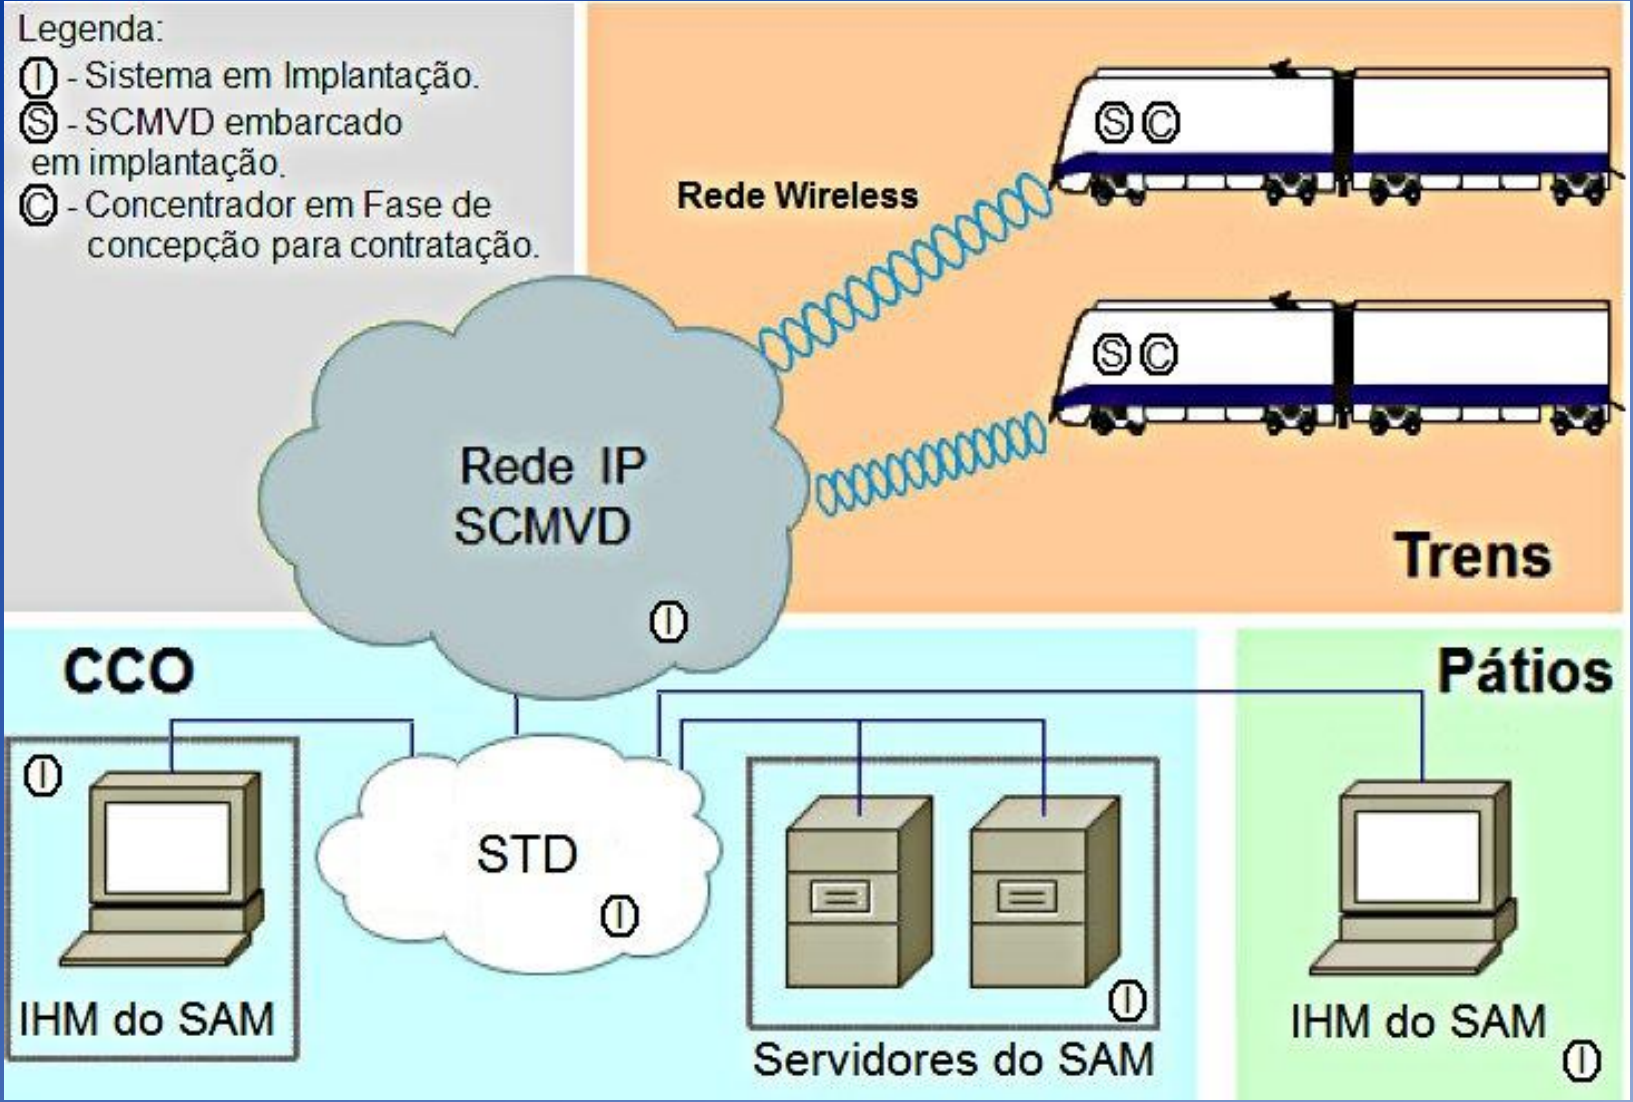 Legenda:
I - Sistema em Implantação.
S - SCMVD embarcado
em implantação.
C - Concentrador em Fase de
concepção para contratação.
Rede Wireless
S C
S C
Rede IP
SCMVD
I
Trens
CCO
Pátios
I
STD
I
I
IHM do SAM
Servidores do SAM
IHM do SAM
I